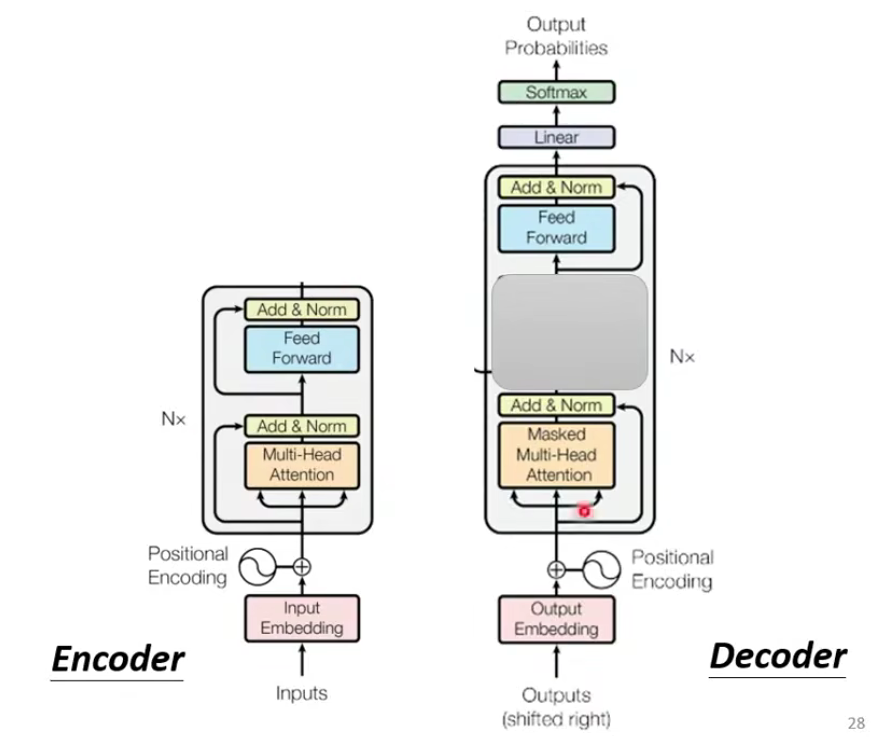 Output
Probabilities
Softmax
Linear
Add & Norm
Feed
Forward
Nx
Add & Norm
Masked
Multi-Head
Attention
Positional
Encoding
Output
Embedding
Outputs
(shifted right)
Decoder
Add & Norm
Feed
Forward
Nx
Add & Norm
Multi-Head
Attention
Positional
Encoding
Input
Embedding
Inputs
Encoder
28